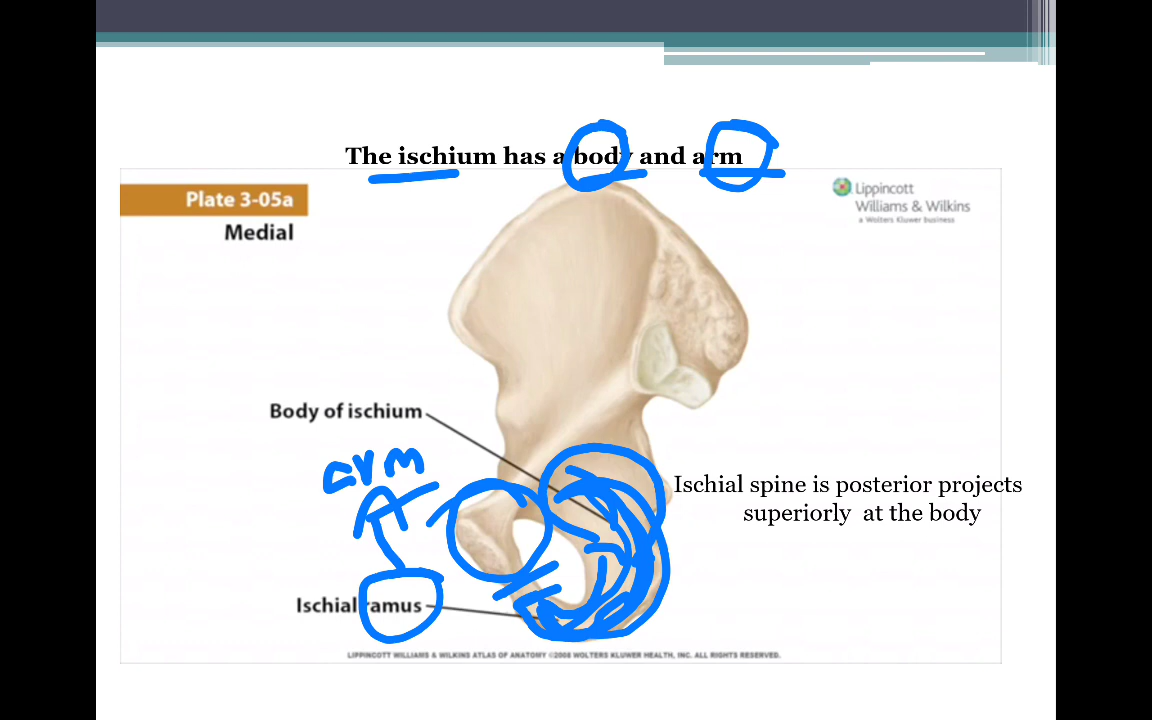 The ischium has a body and arm
Plate 3-05a
Medial
Lippincott
Williams & Wilkins
a Wolters Kluwer business
Body of ischium
arm
Ischial spine is posterior projects
superiorly at the body
Ischial ramus
LIPPINCOTT WILLIAMS & WILKINS ATLAS OF ANATOMY ©2008 WOLTERS KLUWER HEALTH, INC. ALL RIGHTS RESERVED.